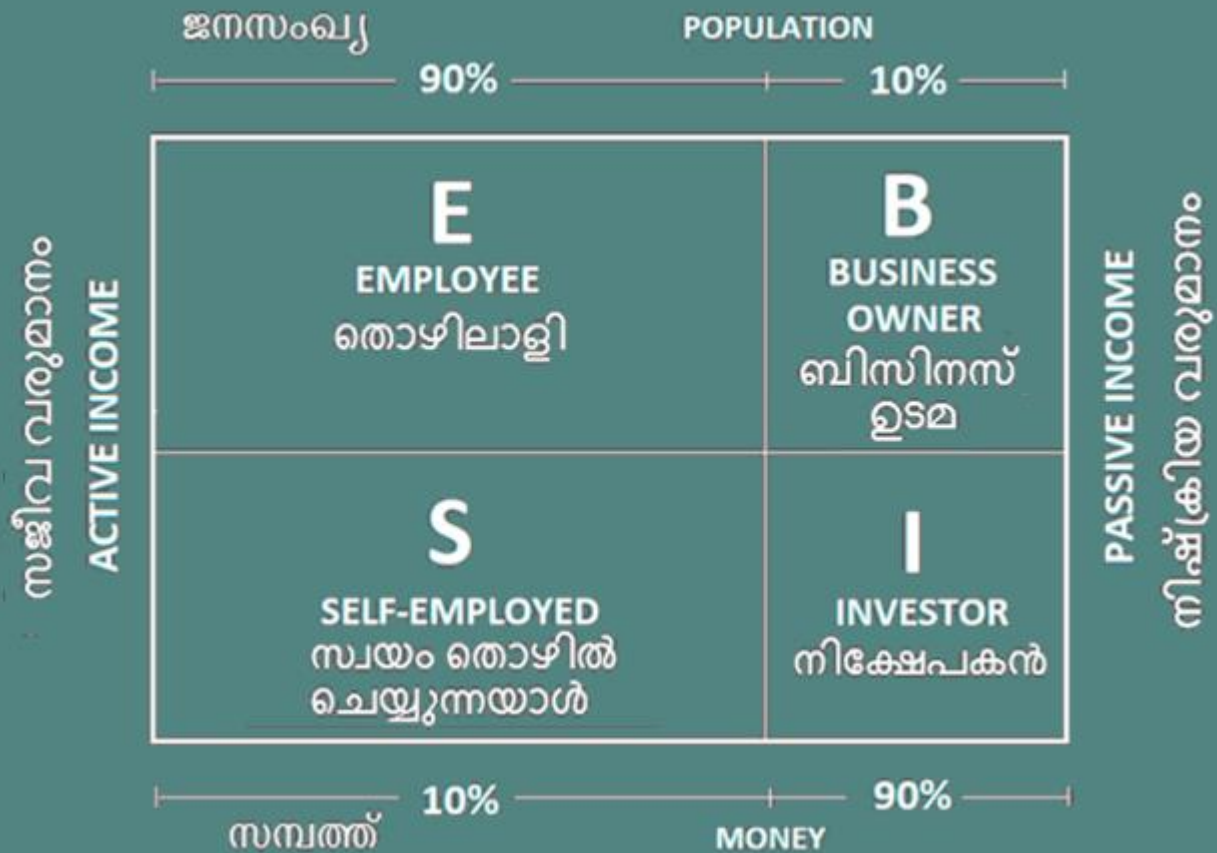 ജനസംഖ്യ POPULATION
90% 10%
സജീവ വരുമാനം
ACTIVE INCOME
E
EMPLOYEE
തൊഴിലാളി
B
BUSINESS
OWNER
ബിസിനസ്
ഉടമ
S
SELF-EMPLOYED
സ്വയം തൊഴിൽ
ചെയ്യുന്നയാൾ
I
INVESTOR
നിക്ഷേപകൻ
PASSIVE INCOME
നിഷ്ക്രിയ വരുമാനം
10% 90%
സമ്പത്ത് MONEY